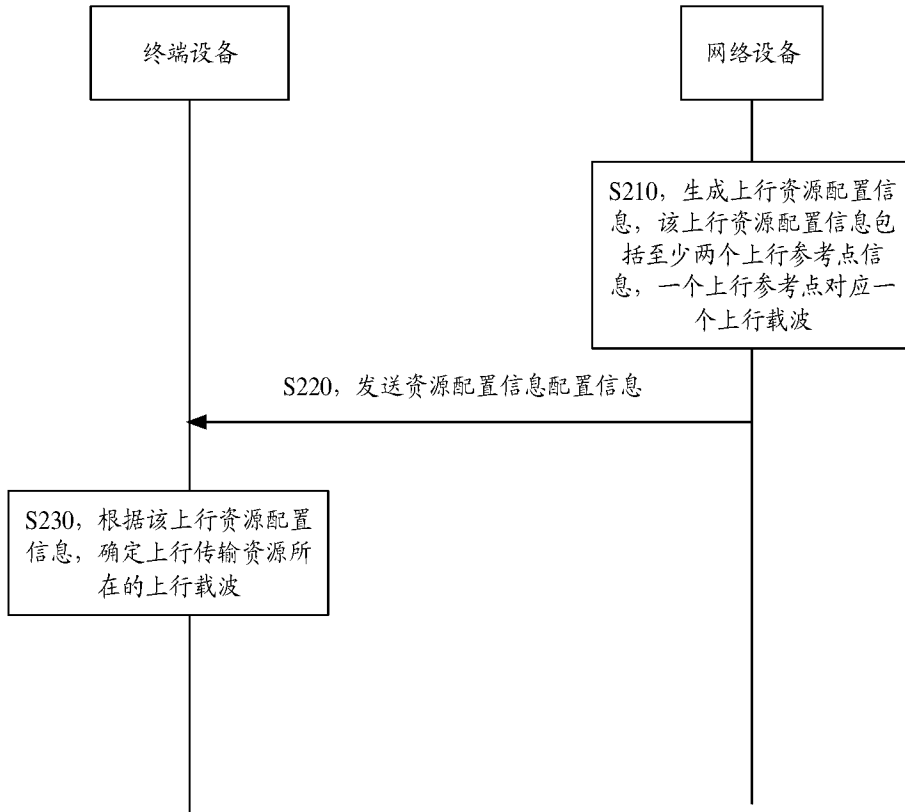 终端设备
网络设备
S210，生成上行资源配置信
息，该上行资源配置信息包
括至少两个上行参考点信
息，一个上行参考点对应一
个上行载波
S220，发送资源配置信息配置信息
S230，根据该上行资源配置
信息，确定上行传输资源所
在的上行载波